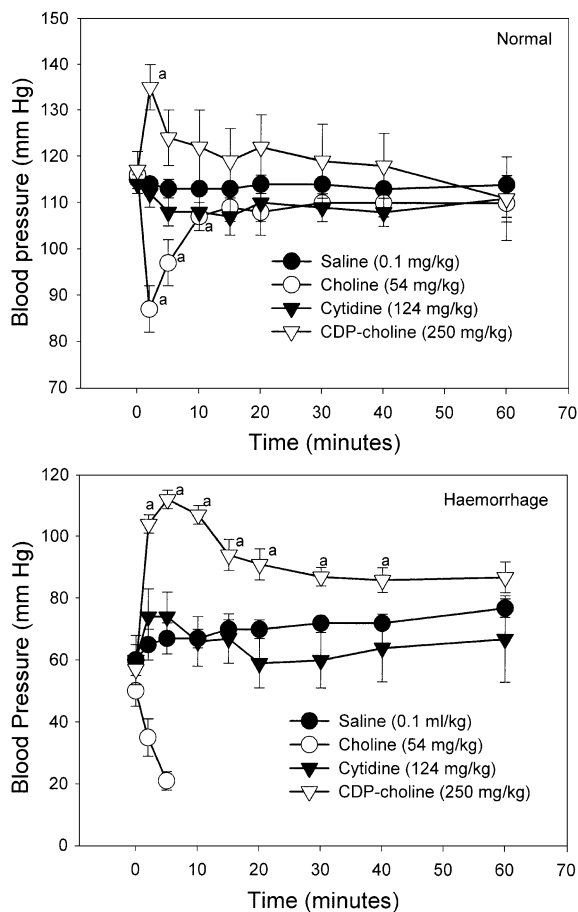 150
Normal
140
a
130
120
110
a
100
a
90
a
80
70
Blood pressure (mm Hg)
Saline (0.1 mg/kg)
Choline (54 mg/kg)
Cytidine (124 mg/kg)
CDP-choline (250 mg/kg)
0 10 20 30 40 50 60 70
Time (minutes)
120
Haemorrhage
a a a
100
a a
a a
80
60
40
20
0
Blood Pressure (mm Hg)
Saline (0.1 ml/kg)
Choline (54 mg/kg)
Cytidine (124 mg/kg)
CDP-choline (250 mg/kg)
0 10 20 30 40 50 60 70
Time (minutes)